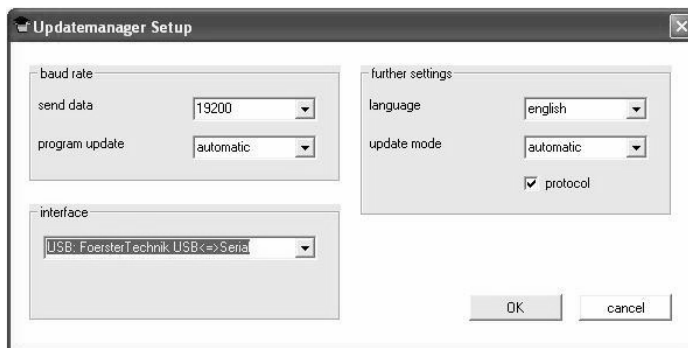 Updatemanager Setup
baud rate
send data 19200
program update automatic
interface
USB: FoersterTechnik USB<=>Serial
further settings
language english
update mode automatic
protocol
OK cancel